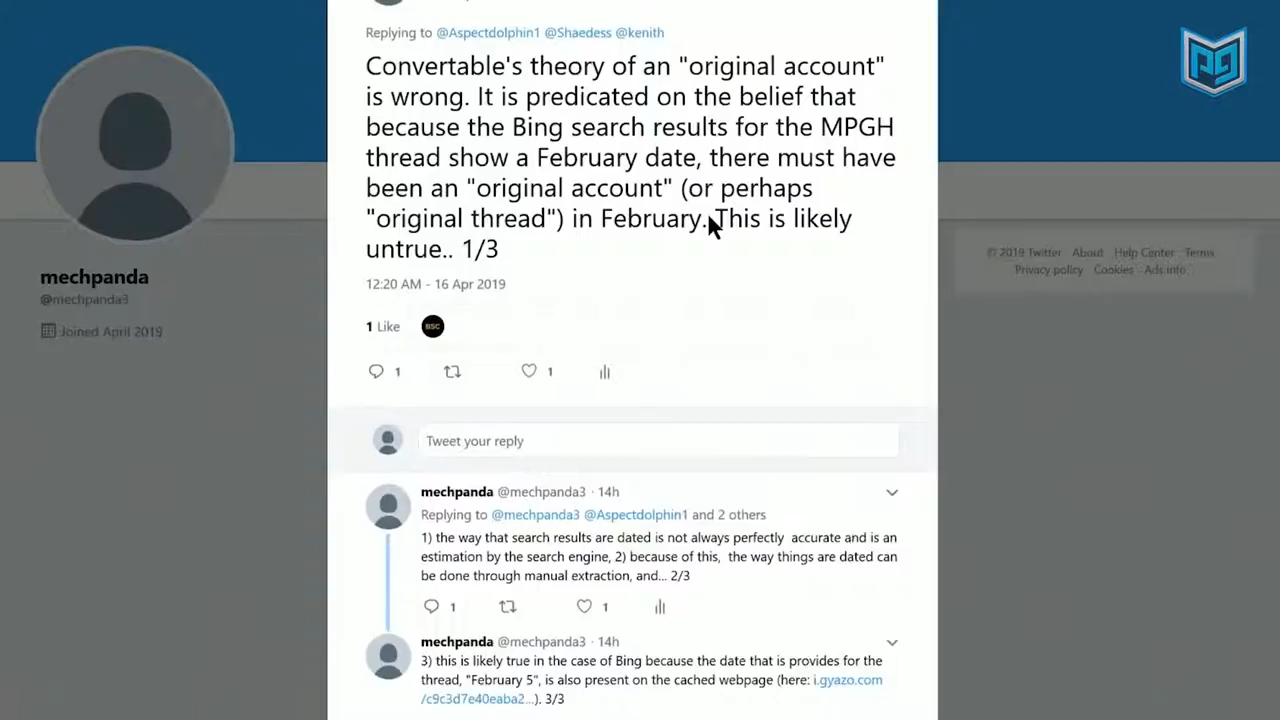 Replying to @Aspectdolphin1 @Shaedess @kenith
Convertable's theory of an "original account"
is wrong. It is predicated on the belief that
because the Bing search results for the MPGH
thread show a February date, there must have
been an "original account" (or perhaps
"original thread") in February. This is likely
untrue.. 1/3
12:20 AM - 16 Apr 2019
1 Like
BSC
1
1
Tweet your reply
mechpanda @mechpanda3 · 14h
Replying to @mechpanda3 @Aspectdolphin1 and 2 others
1) the way that search results are dated is not always perfectly accurate and is an
estimation by the search engine, 2) because of this, the way things are dated can
be done through manual extraction, and... 2/3
1
1
mechpanda @mechpanda3 · 14h
3) this is likely true in the case of Bing because the date that is provides for the
thread, "February 5", is also present on the cached webpage (here: i.gyazo.com
/c9c3d7e40eaba2...). 3/3
mechpanda
@mechpanda3
Joined April 2019
© 2019 Twitter About Help Center Terms
Privacy policy Cookies Ads info